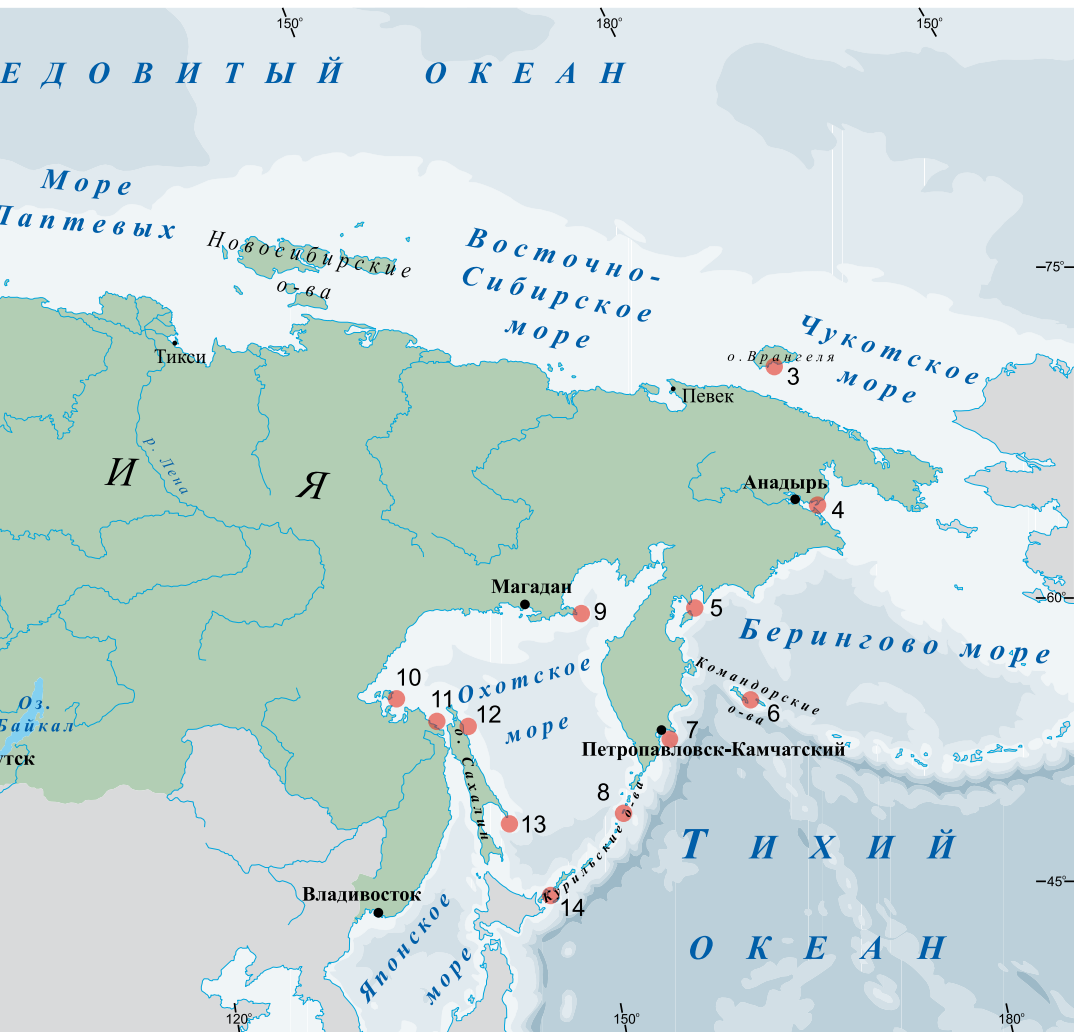 150°
180°
150°
ЕДОВИТЫЙ ОКЕАН
Море
Лаптевых
Новосибирские
о-ва
Восточно-
Сибирское
море
75°
Чукотское
море
о.Врангеля
3
Тикси
Певек
р. Лена
И
Я
Анадырь
4
Магадан
9
60°
5
Берингово море
Командорские
о-ва
6
10
Охотское
море
11
12
Оз.
Байкал
утск
о. Сахалин
7
Петропавловск-Камчатский
8
13
Курильские о-ва
ТИХИЙ
ОКЕАН
45°
Владивосток
14
Японское
море
120°
150°
180°